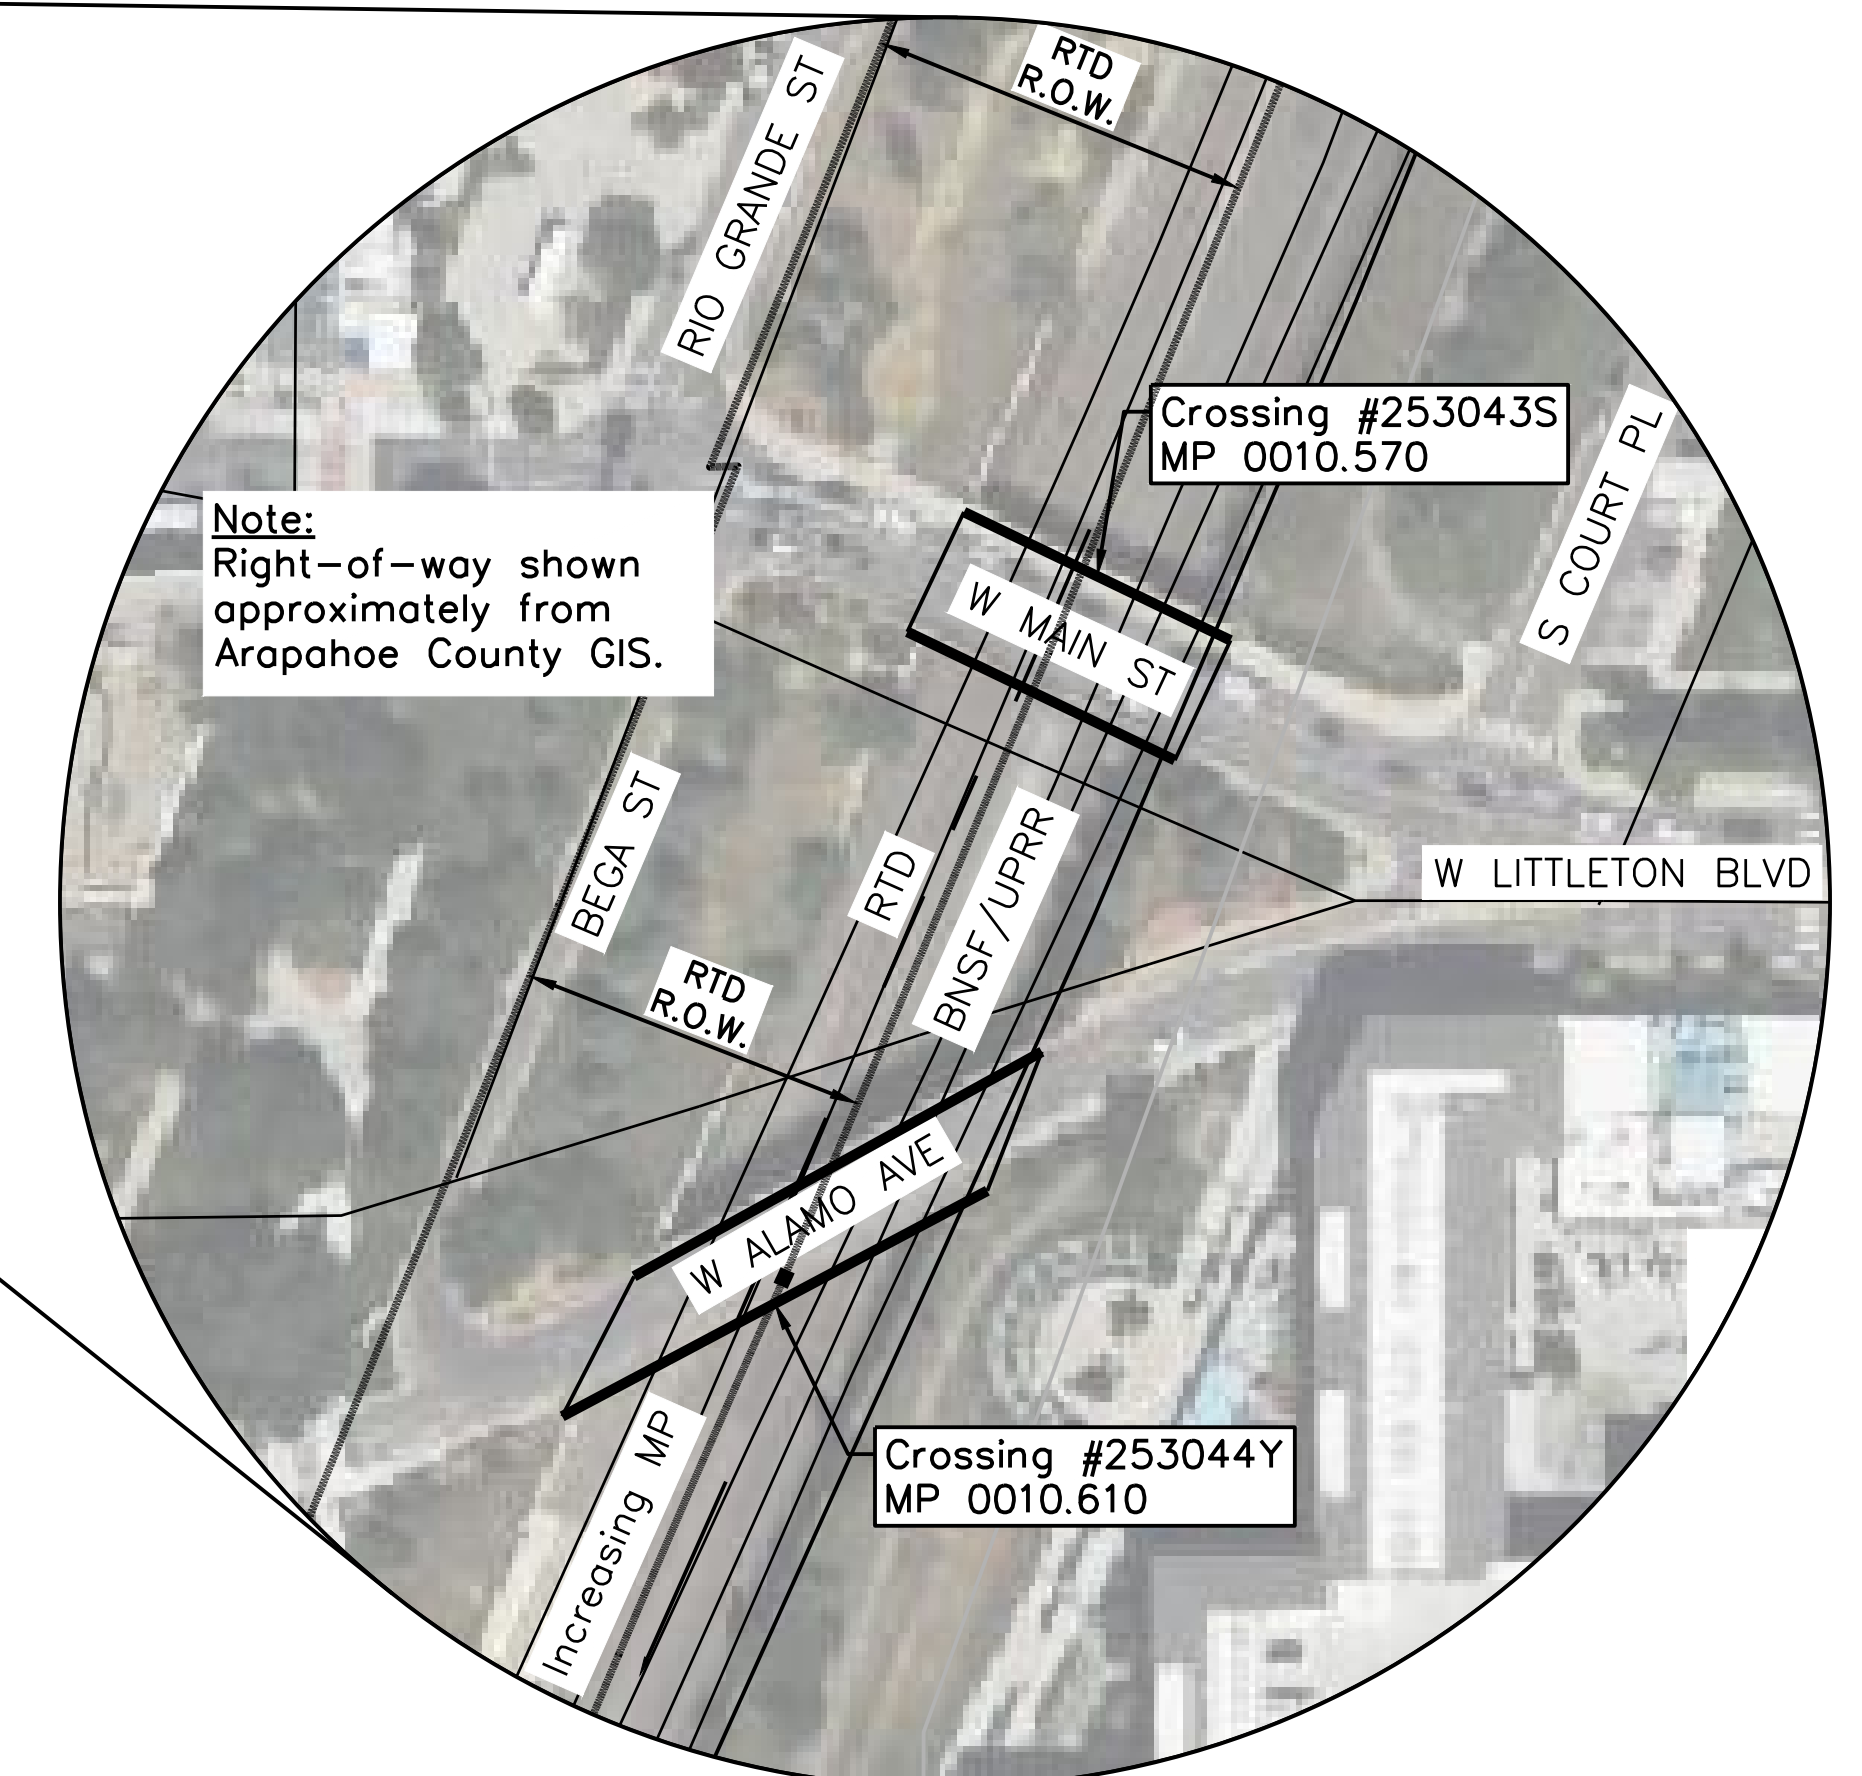 RTD
R.O.W.
RIO GRANDE ST
Crossing #253043S
MP 0010.570
S COURT PL
Note:
Right-of-way shown
approximately from
Arapahoe County GIS.
W MAIN ST
BEGA ST
RTD
BNSF/UPRR
W LITTLETON BLVD
RTD
R.O.W.
W ALAMO AVE
Increasing MP
Crossing #253044Y
MP 0010.610